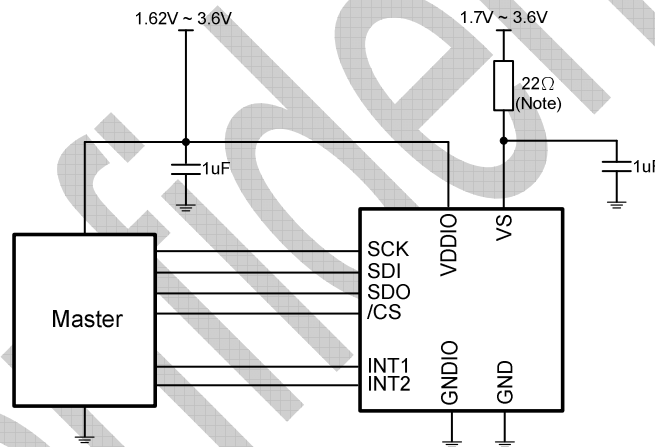 1.62V ~ 3.6V
1.7V ~ 3.6V
22Ω
(Note)
1uF
1uF
VDDIO
VS
SCK
SDI
SDO
/CS
Master
INT1
INT2
GNDIO
GND